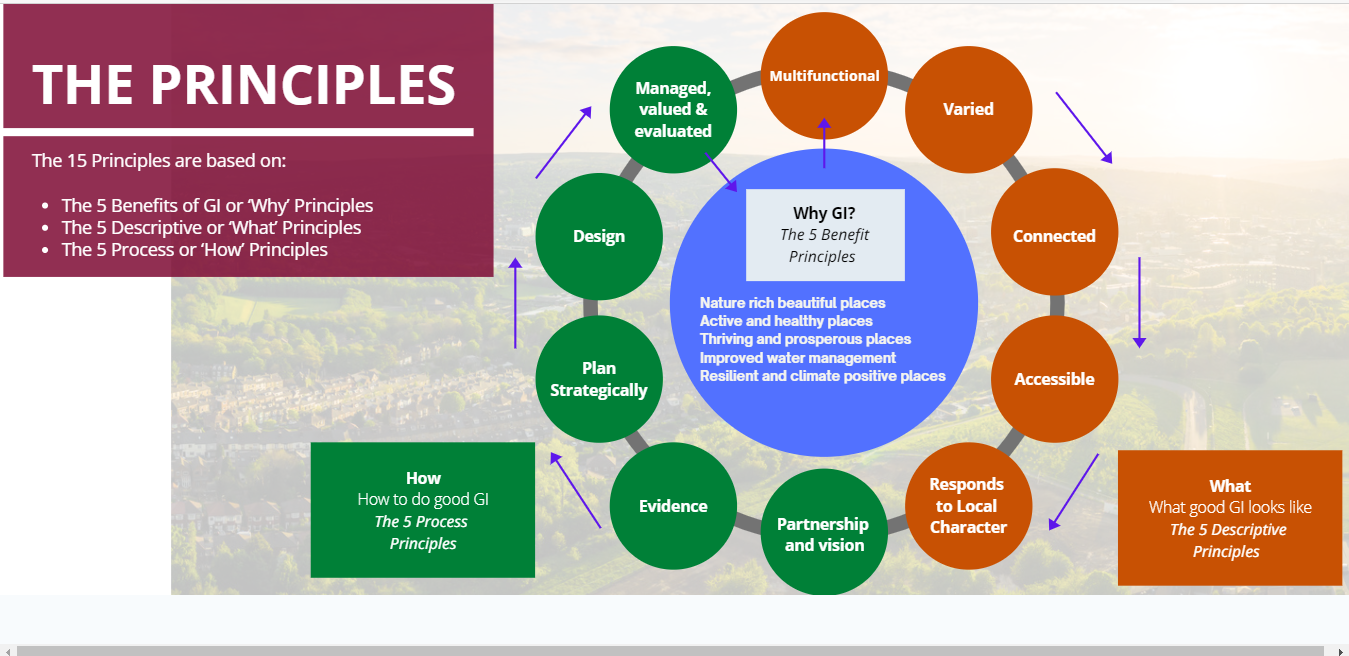 THE PRINCIPLES
The 15 Principles are based on:
• The 5 Benefits of GI or ‘Why’ Principles
• The 5 Descriptive or ‘What’ Principles
• The 5 Process or ‘How’ Principles
Multifunctional
Varied
Connected
Accessible
Responds
to Local
Character
Partnership
and vision
Evidence
Plan
Strategically
Design
Managed,
valued &
evaluated
Why GI?
The 5 Benefit
Principles
Nature rich beautiful places
Active and healthy places
Thriving and prosperous places
Improved water management
Resilient and climate positive places
How
How to do good GI
The 5 Process
Principles
What
What good GI looks like
The 5 Descriptive
Principles